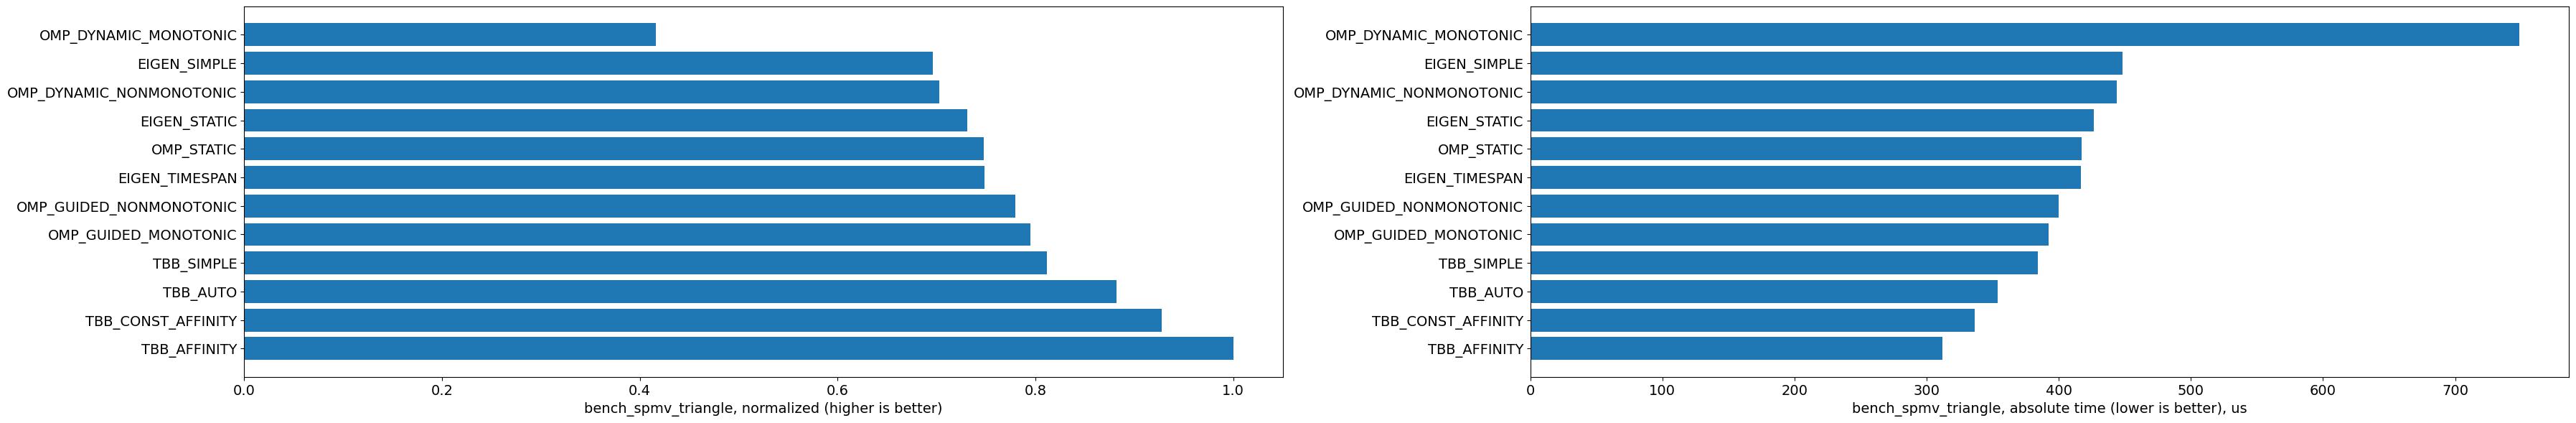 OMP_DYNAMIC_MONOTONIC
EIGEN_SIMPLE
OMP_DYNAMIC_NONMONOTONIC
EIGEN_STATIC
OMP_STATIC
EIGEN_TIMESPAN
OMP_GUIDED_NONMONOTONIC
OMP_GUIDED_MONOTONIC
TBB_SIMPLE
TBB_AUTO
TBB_CONST_AFFINITY
TBB_AFFINITY
0.0 0.2 0.4 0.6 0.8 1.0
bench_spmv_triangle, normalized (higher is better)
OMP_DYNAMIC_MONOTONIC
EIGEN_SIMPLE
OMP_DYNAMIC_NONMONOTONIC
EIGEN_STATIC
OMP_STATIC
EIGEN_TIMESPAN
OMP_GUIDED_NONMONOTONIC
OMP_GUIDED_MONOTONIC
TBB_SIMPLE
TBB_AUTO
TBB_CONST_AFFINITY
TBB_AFFINITY
0 100 200 300 400 500 600 700
bench_spmv_triangle, absolute time (lower is better), us